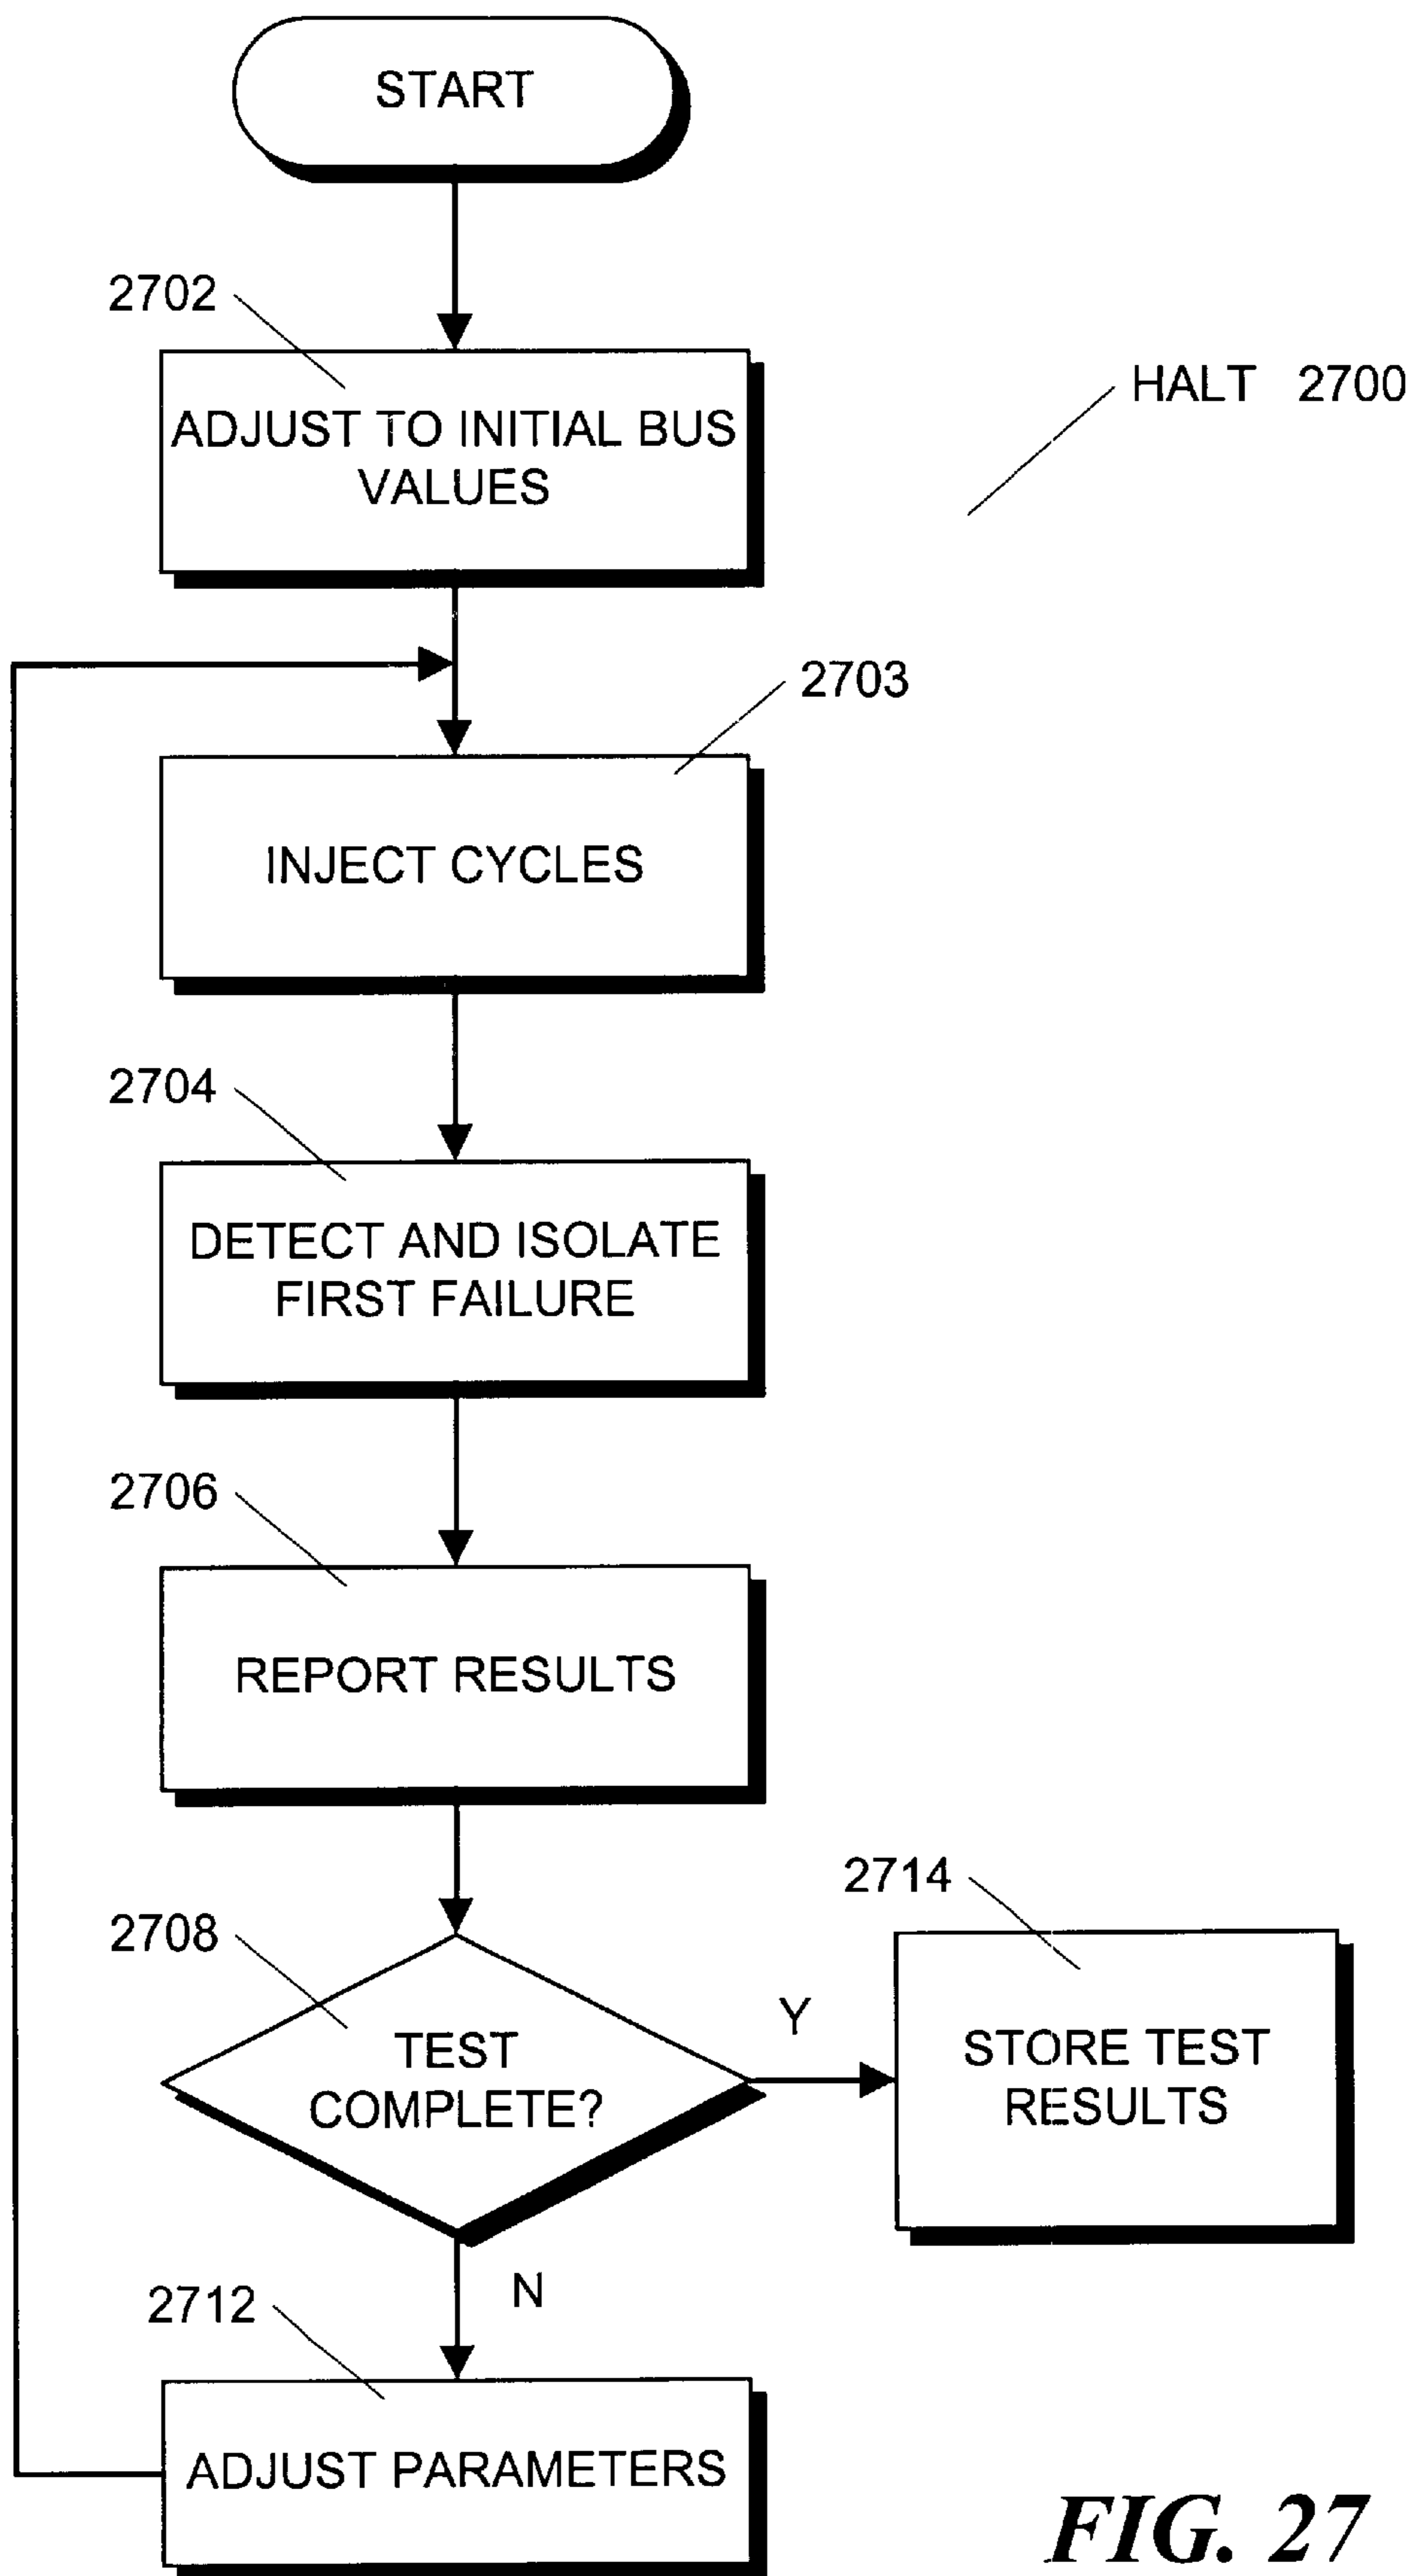 START
2702
HALT 2700
ADJUST TO INITIAL BUS
VALUES
2703
INJECT CYCLES
2704
DETECT AND ISOLATE
FIRST FAILURE
2706
REPORT RESULTS
2714
2708
Y
TEST
COMPLETE?
STORE TEST
RESULTS
N
2712
ADJUST PARAMETERS
FIG. 27